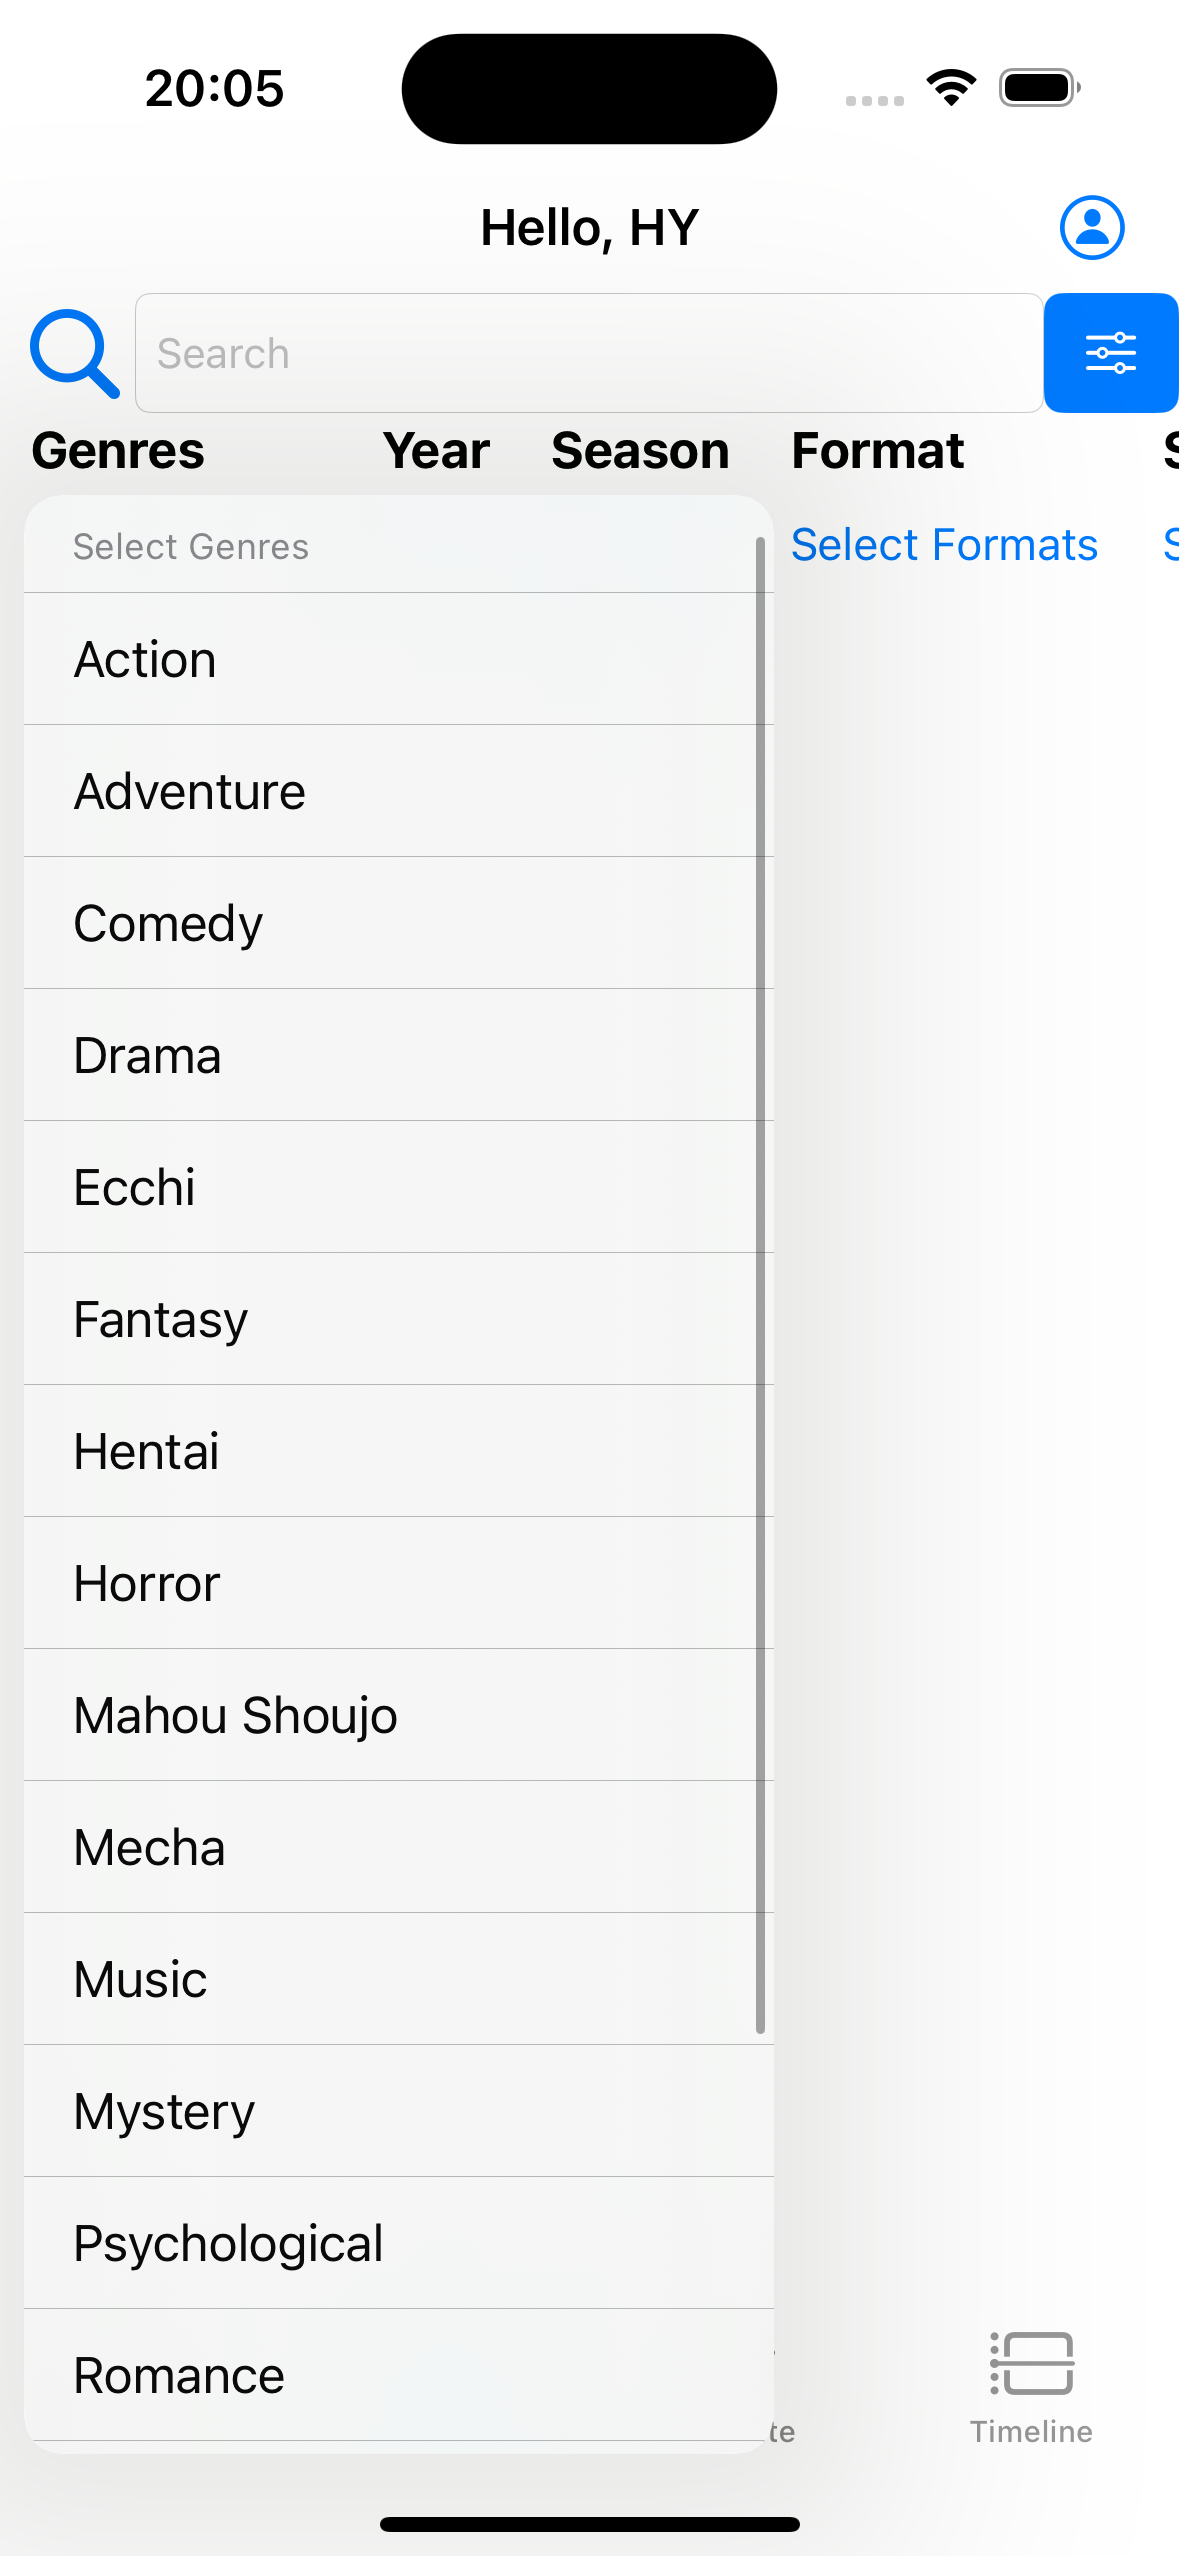 20:05
Hello, HY
Search
Genres Year Season Format S
Select Genres
Select Formats S
Action
Adventure
Comedy
Drama
Ecchi
Fantasy
Hentai
Horror
Mahou Shoujo
Mecha
Music
Mystery
Psychological
Romance
te
Timeline